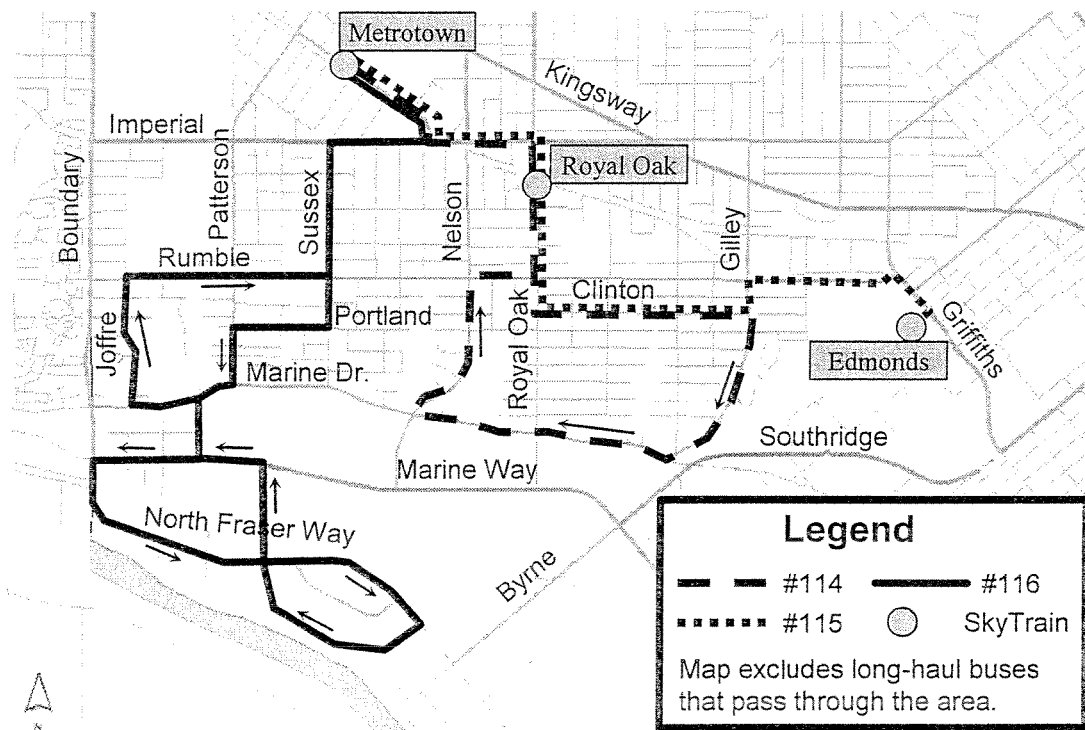 Metrotown
Kingsway
Imperial
Royal Oak
Boundary
Patterson
Sussex
Nelson
Gilley
Rumble
Clinton
Portland
Royal Oak
Griffiths
Joffre
Edmonds
Marine Dr.
Southridge
Marine Way
North Fraser Way
Byrne
Legend
#114
#116
#115
SkyTrain
Map excludes long-haul buses
that pass through the area.